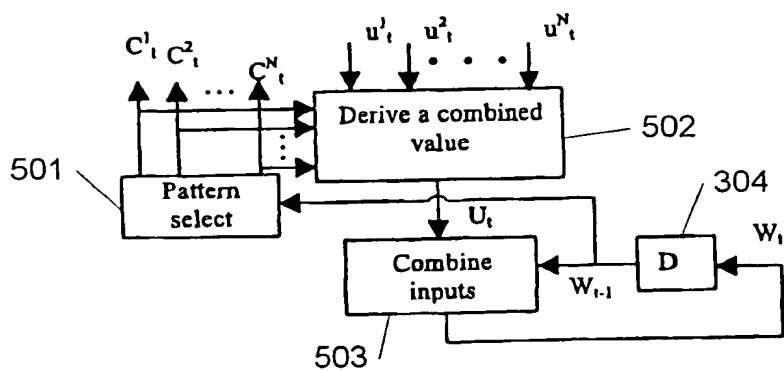 C¹ₜ C²ₜ ... Cᴺₜ
u¹ₜ u²ₜ • • • uᴺₜ
Derive a combined
value
502
501
Pattern
select
Uₜ
304
Wₜ
D
Combine
inputs
Wₜ₋₁
503